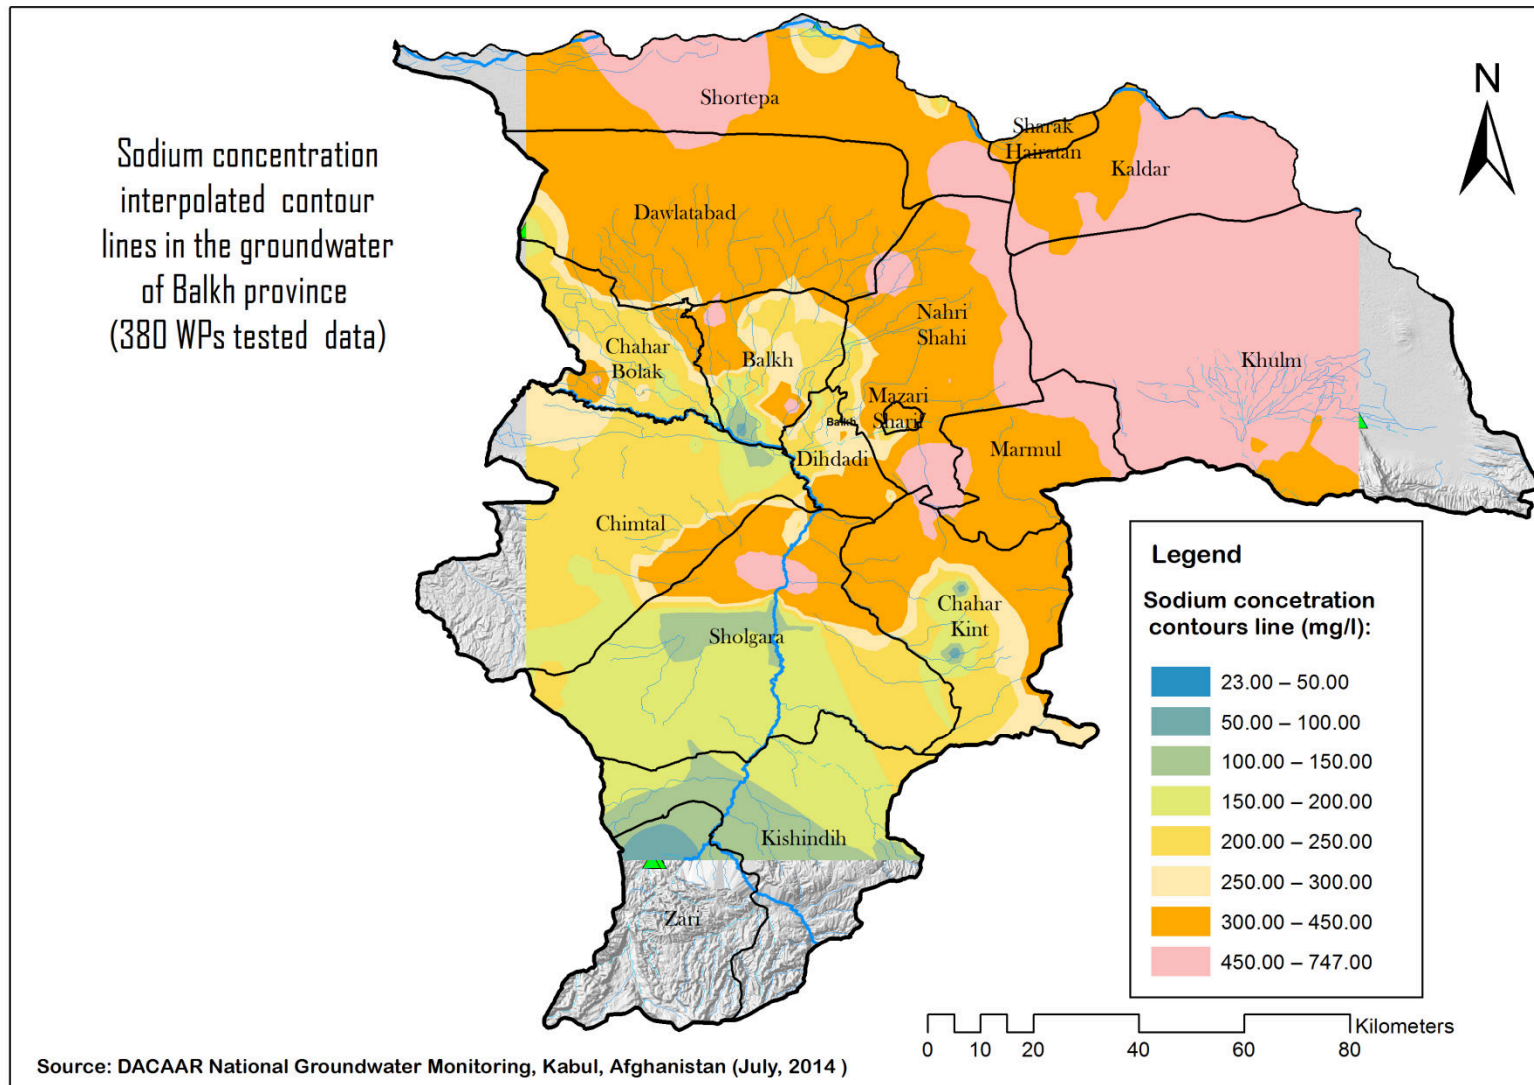 Sodium concentration
interpolated contour
lines in the groundwater
of Balkh province
(380 WPs tested data)
N
Shortepa
Sharak
Hairatan
Kaldar
Dawlatabad
Nahri
Shahi
Chahar
Bolak
Balkh
Khulm
Mazari
Sharif
Balkh
Dihdadi
Marmul
Chimtal
Chahar
Kint
Sholgara
Kishindih
Zari
Legend
Sodium concetration
contours line (mg/l):
23.00 – 50.00
50.00 – 100.00
100.00 – 150.00
150.00 – 200.00
200.00 – 250.00
250.00 – 300.00
300.00 – 450.00
450.00 – 747.00
Kilometers
0 10 20 40 60 80
Source: DACAAR National Groundwater Monitoring, Kabul, Afghanistan (July, 2014 )